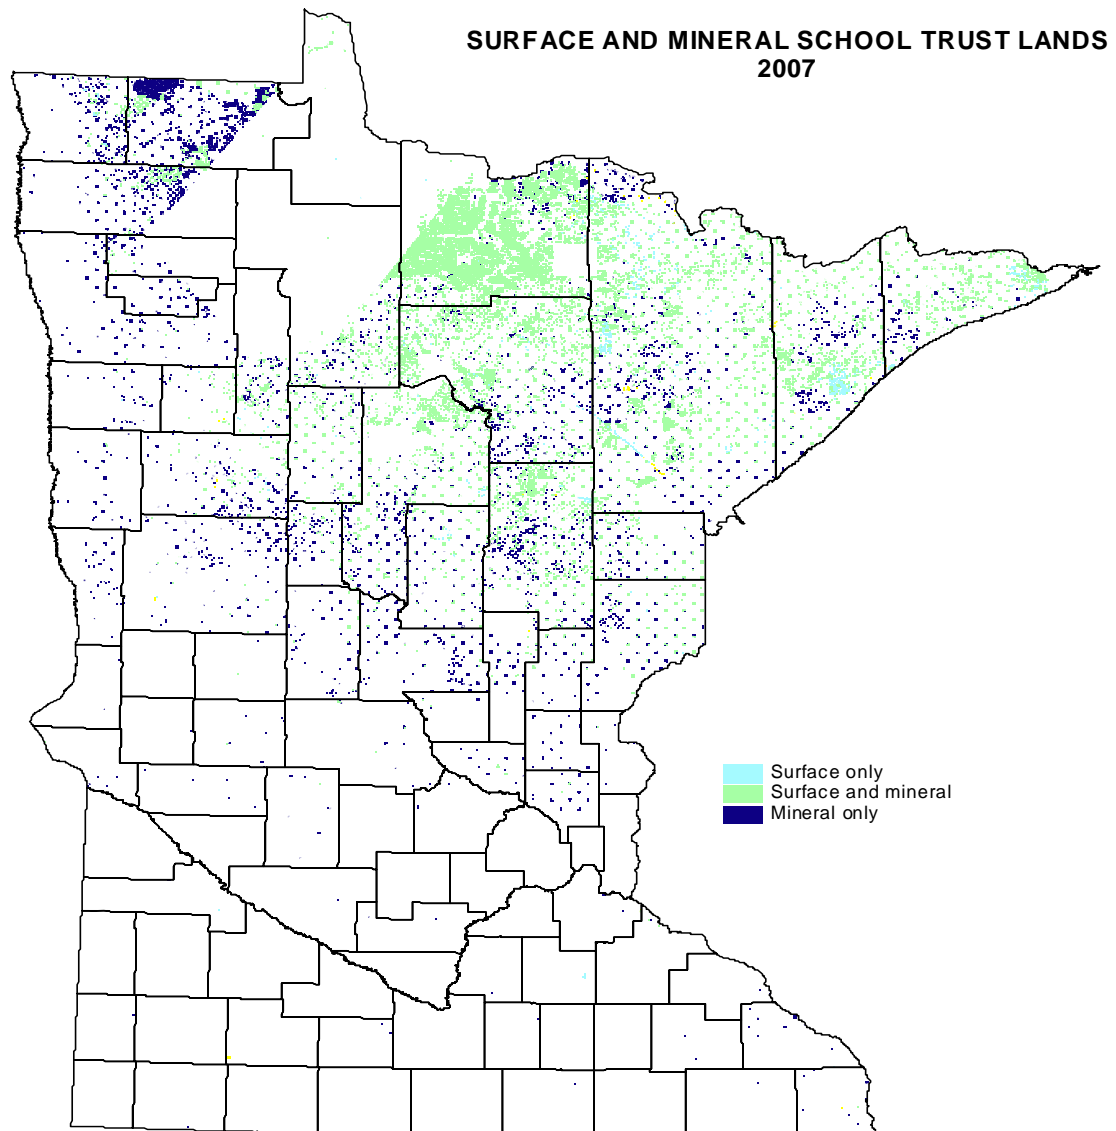 SURFACE AND MINERAL SCHOOL TRUST LANDS
2007
Surface only
Surface and mineral
Mineral only